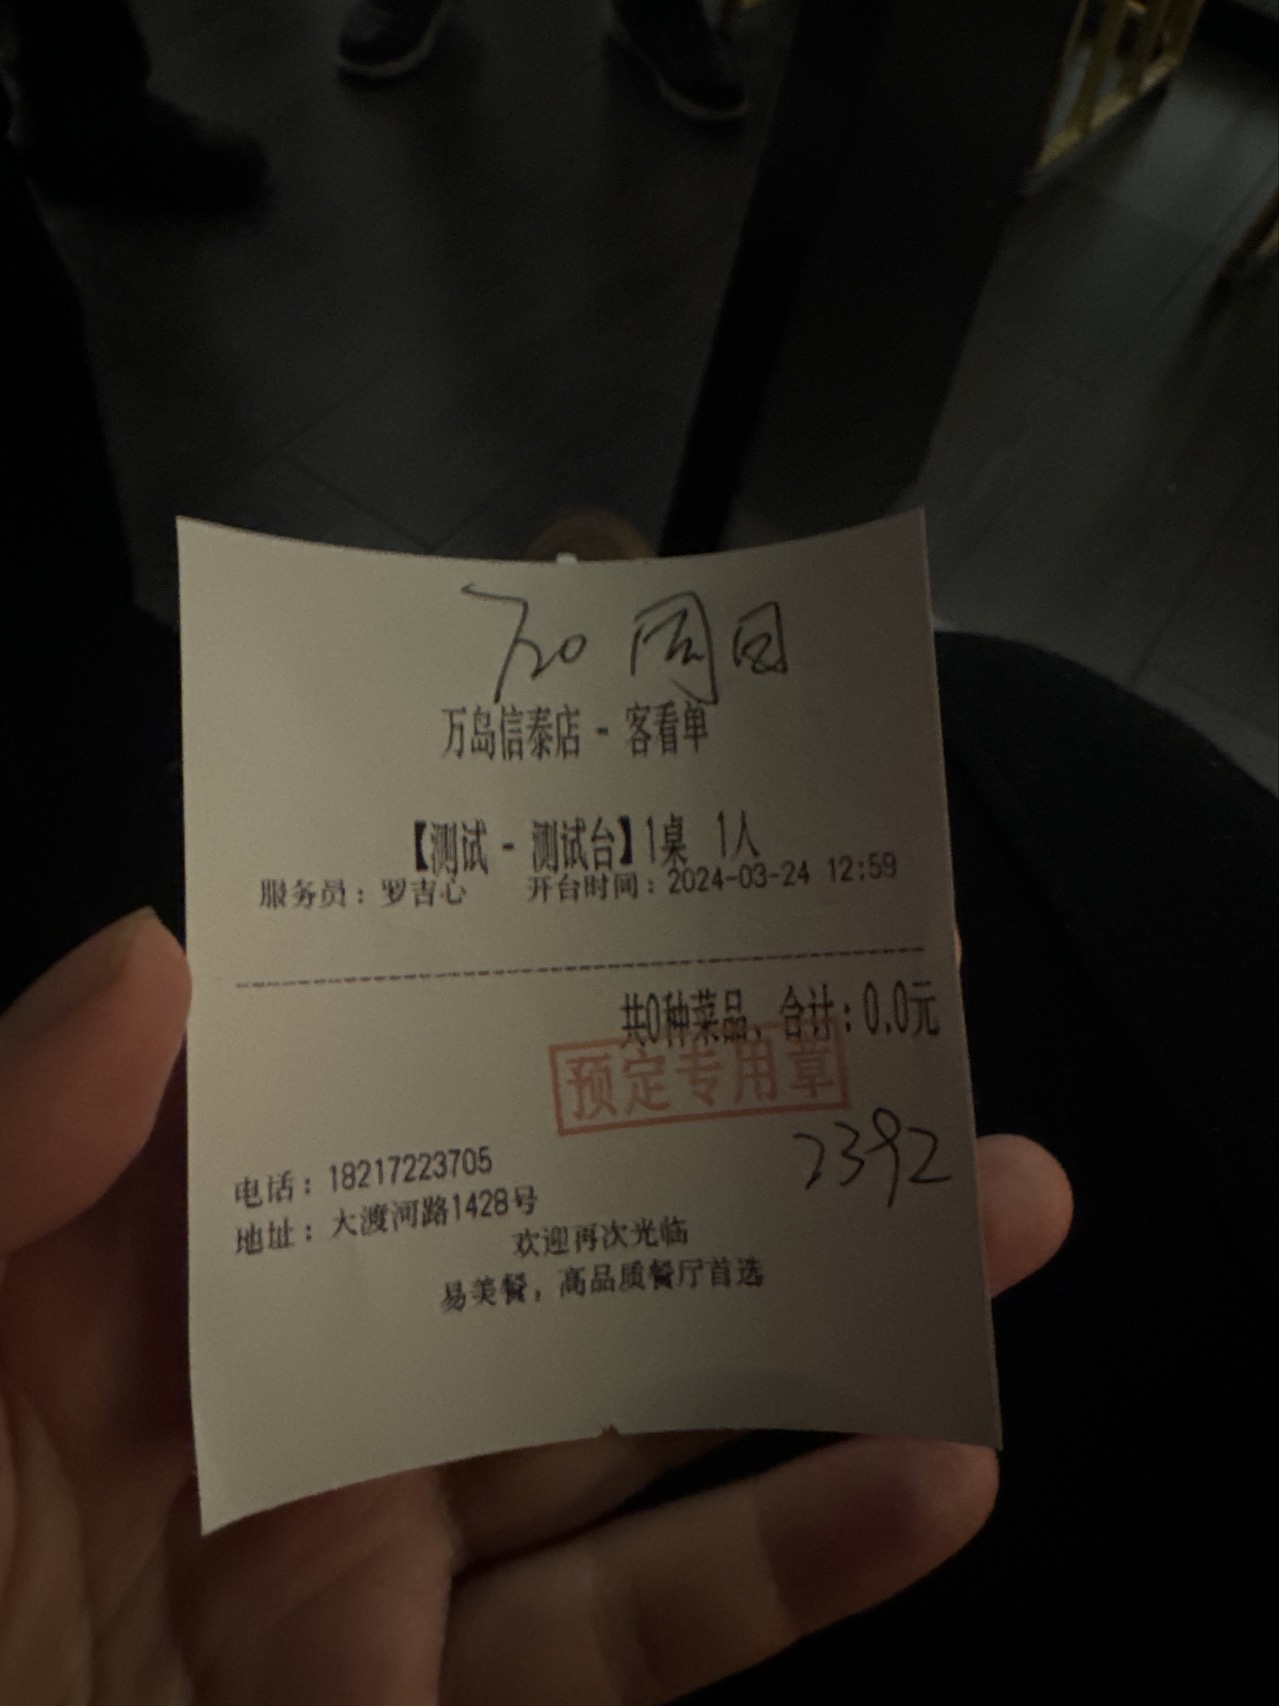 万岛信泰店 - 客看单
【测试 - 测试台】1桌 1人
服务员：罗吉心 开台时间：2024-03-24 12:59
共0种菜品，合计：0.0元
预定专用章
2392
电话：18217223705
地址：大渡河路1428号
欢迎再次光临
易美餐，高品质餐厅首选